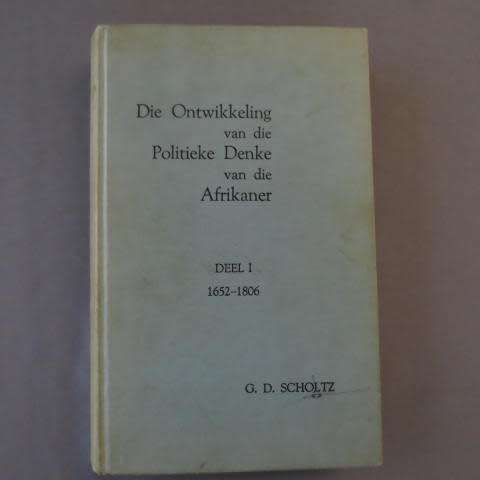 Die Ontwikkeling
van die
Politieke Denke
van die
Afrikaner
DEEL I
1652–1806
G. D. SCHOLTZ